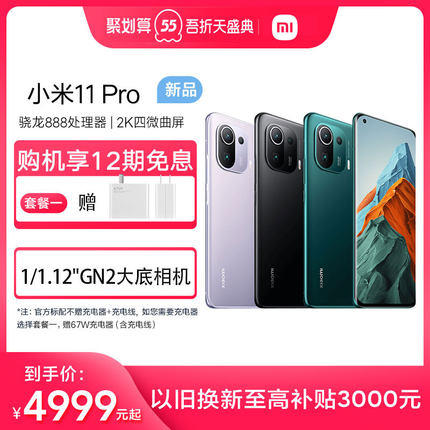 聚划算 55 吾折天盛典 mi
新品
小米11 Pro
骁龙888处理器 | 2K四微曲屏
购机享12期免息
套餐一 赠
1/1.12"GN2大底相机
*注：官方标配不赠充电器+充电线，如您需要充电器
选择套餐一，赠67W充电器（含充电线）
到手价：
¥4999元起
以旧换新至高补贴3000元